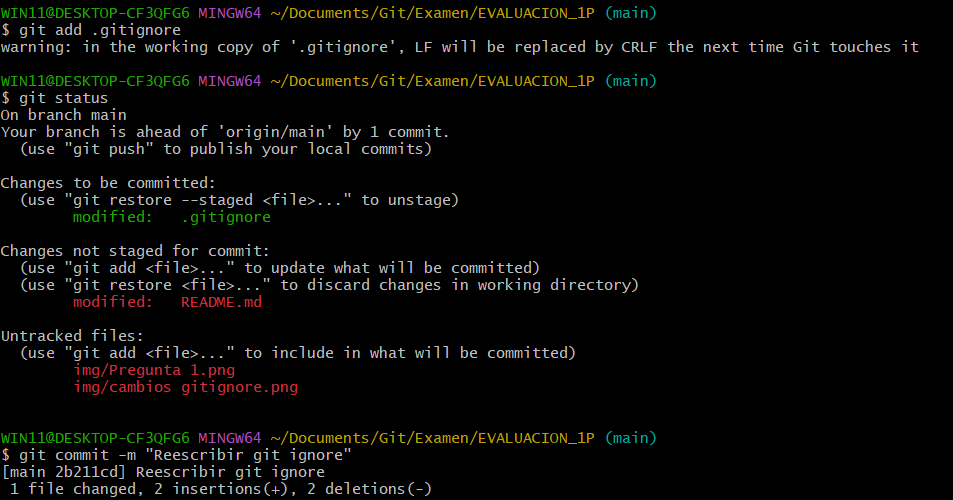 WIN11@DESKTOP-CF3QFG6 MINGW64 ~/Documents/Git/Examen/EVALUACION_1P (main)
$ git add .gitignore
warning: in the working copy of '.gitignore', LF will be replaced by CRLF the next time Git touches it

WIN11@DESKTOP-CF3QFG6 MINGW64 ~/Documents/Git/Examen/EVALUACION_1P (main)
$ git status
On branch main
Your branch is ahead of 'origin/main' by 1 commit.
  (use "git push" to publish your local commits)

Changes to be committed:
  (use "git restore --staged <file>..." to unstage)
        modified:   .gitignore

Changes not staged for commit:
  (use "git add <file>..." to update what will be committed)
  (use "git restore <file>..." to discard changes in working directory)
        modified:   README.md

Untracked files:
  (use "git add <file>..." to include in what will be committed)
        img/Pregunta 1.png
        img/cambios gitignore.png

WIN11@DESKTOP-CF3QFG6 MINGW64 ~/Documents/Git/Examen/EVALUACION_1P (main)
$ git commit -m "Reescribir git ignore"
[main 2b211cd] Reescribir git ignore
 1 file changed, 2 insertions(+), 2 deletions(-)